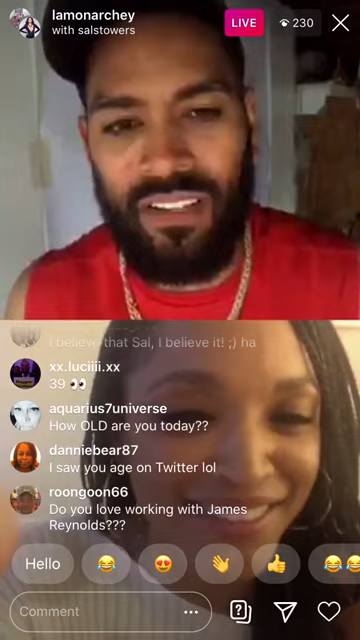 lamonarchey
with salstowers
LIVE
230
I believe that Sal, I believe it! ;) ha
xx.luciiii.xx
39 👀
aquarius7universe
How OLD are you today??
danniebear87
I saw you age on Twitter lol
roongoon66
Do you love working with James
Reynolds???
Hello
Comment